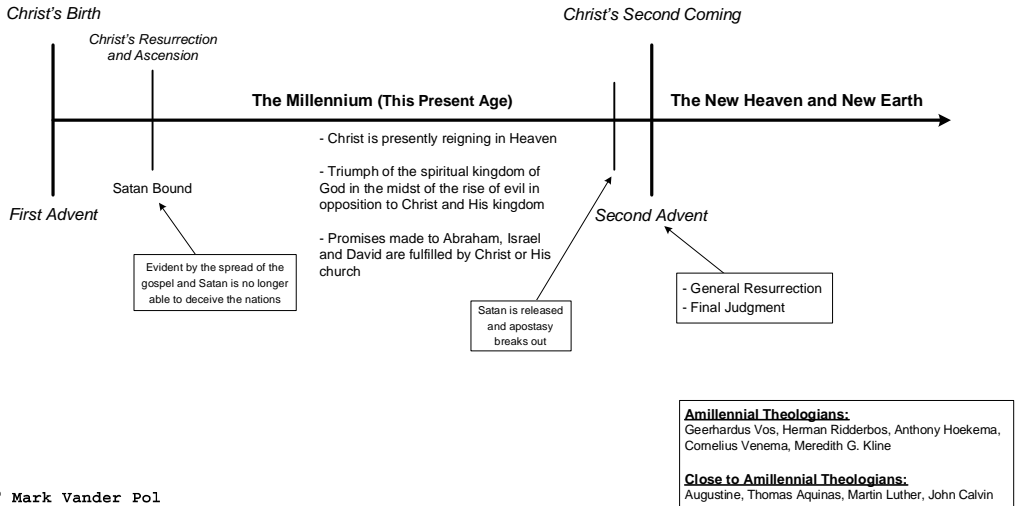 Christ's Birth
Christ's Second Coming
Christ's Resurrection
and Ascension
The Millennium (This Present Age)
The New Heaven and New Earth
- Christ is presently reigning in Heaven
- Triumph of the spiritual kingdom of
God in the midst of the rise of evil in
opposition to Christ and His kingdom
- Promises made to Abraham, Israel
and David are fulfilled by Christ or His
church
Satan Bound
First Advent
Second Advent
Evident by the spread of the
gospel and Satan is no longer
able to deceive the nations
Satan is released
and apostasy
breaks out
- General Resurrection
- Final Judgment
Amillennial Theologians:
Geerhardus Vos, Herman Ridderbos, Anthony Hoekema,
Cornelius Venema, Meredith G. Kline
Close to Amillennial Theologians:
Augustine, Thomas Aquinas, Martin Luther, John Calvin
Mark Vander Pol